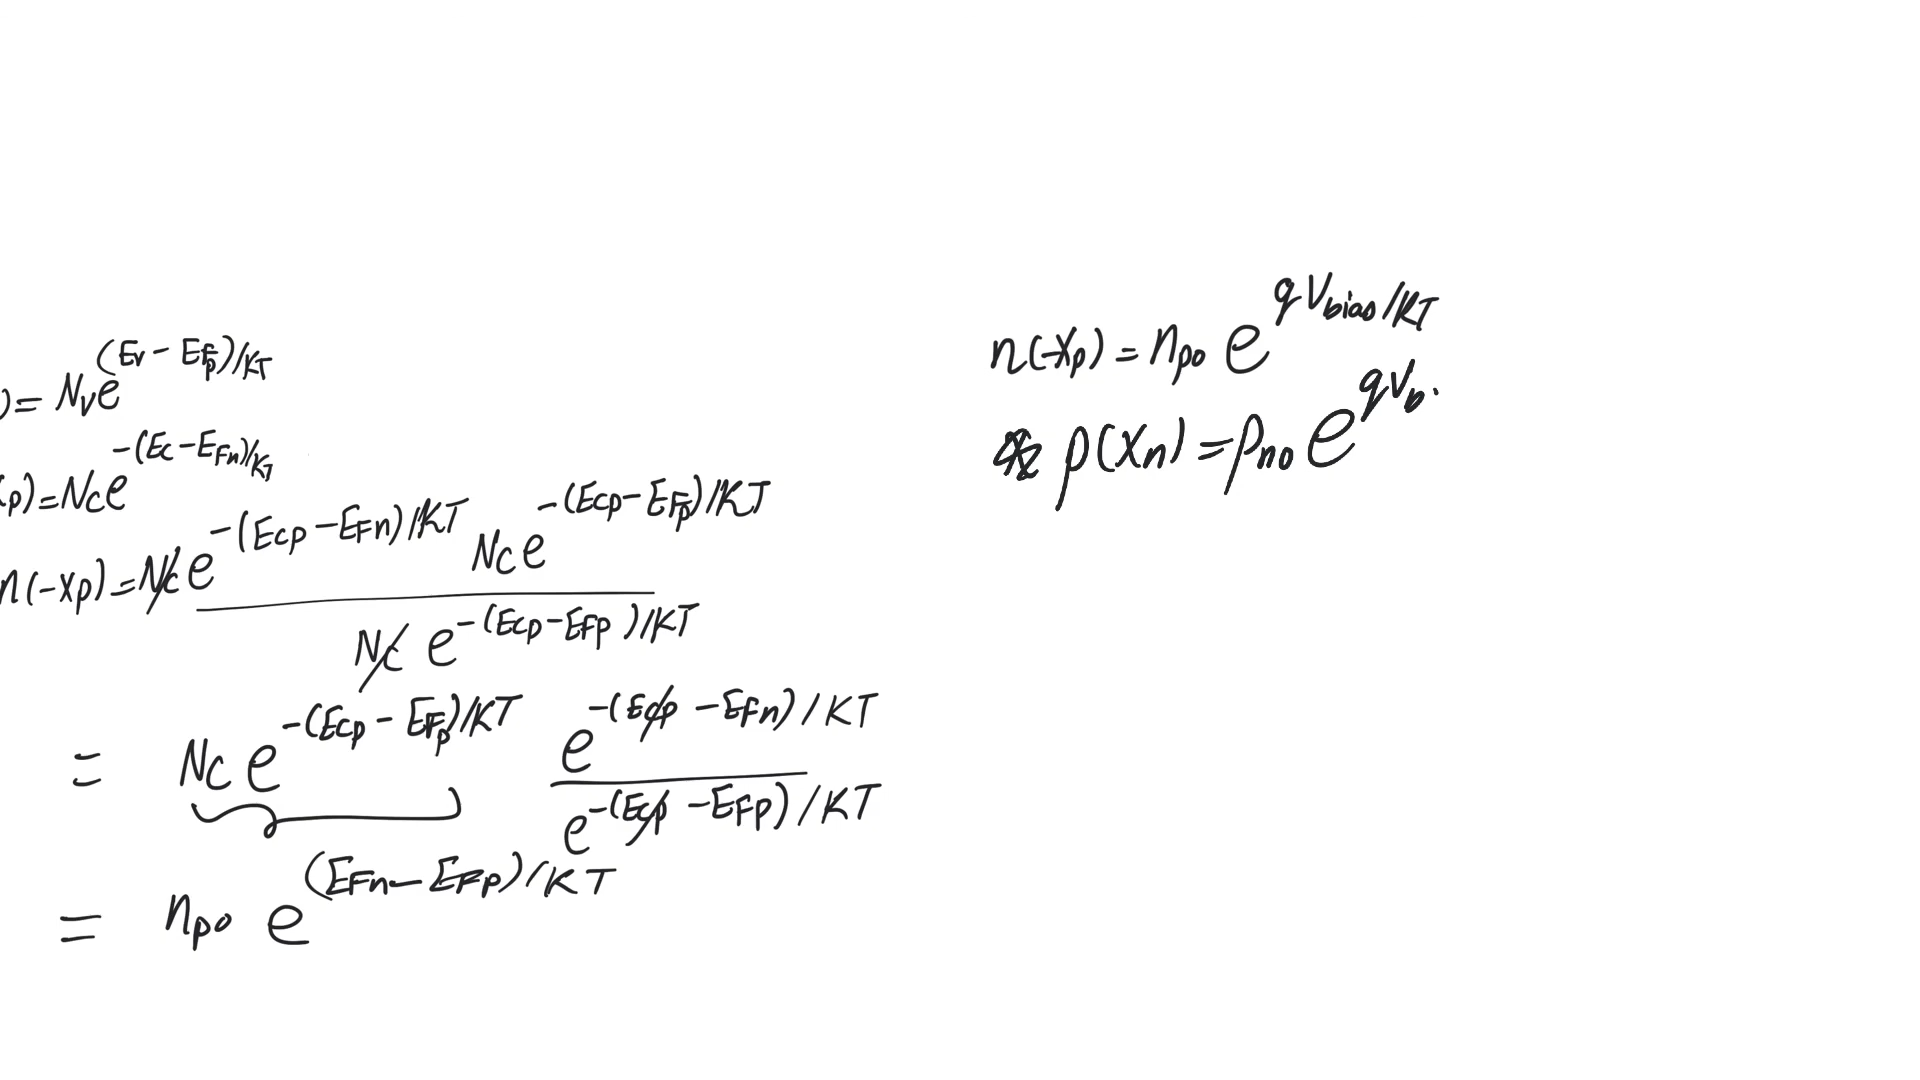 )= Nv e^(Ev - EFp)/KT
(p) = Nc e^-(Ec - EFn)/KT
n(-xp) = Nc e^-(Ecp - EFn)/KT Nc e^-(Ecp - EFp)/KT
Nc e^-(Ecp - EFp)/KT
= Nc e^-(Ecp - EFp)/KT e^-(Ecp - EFn)/KT
e^-(Ecp - EFp)/KT
= npo e^(EFn - EFp)/KT
n(-xp) = npo e^qVbias/KT
p(xn) = pno e^qVb.